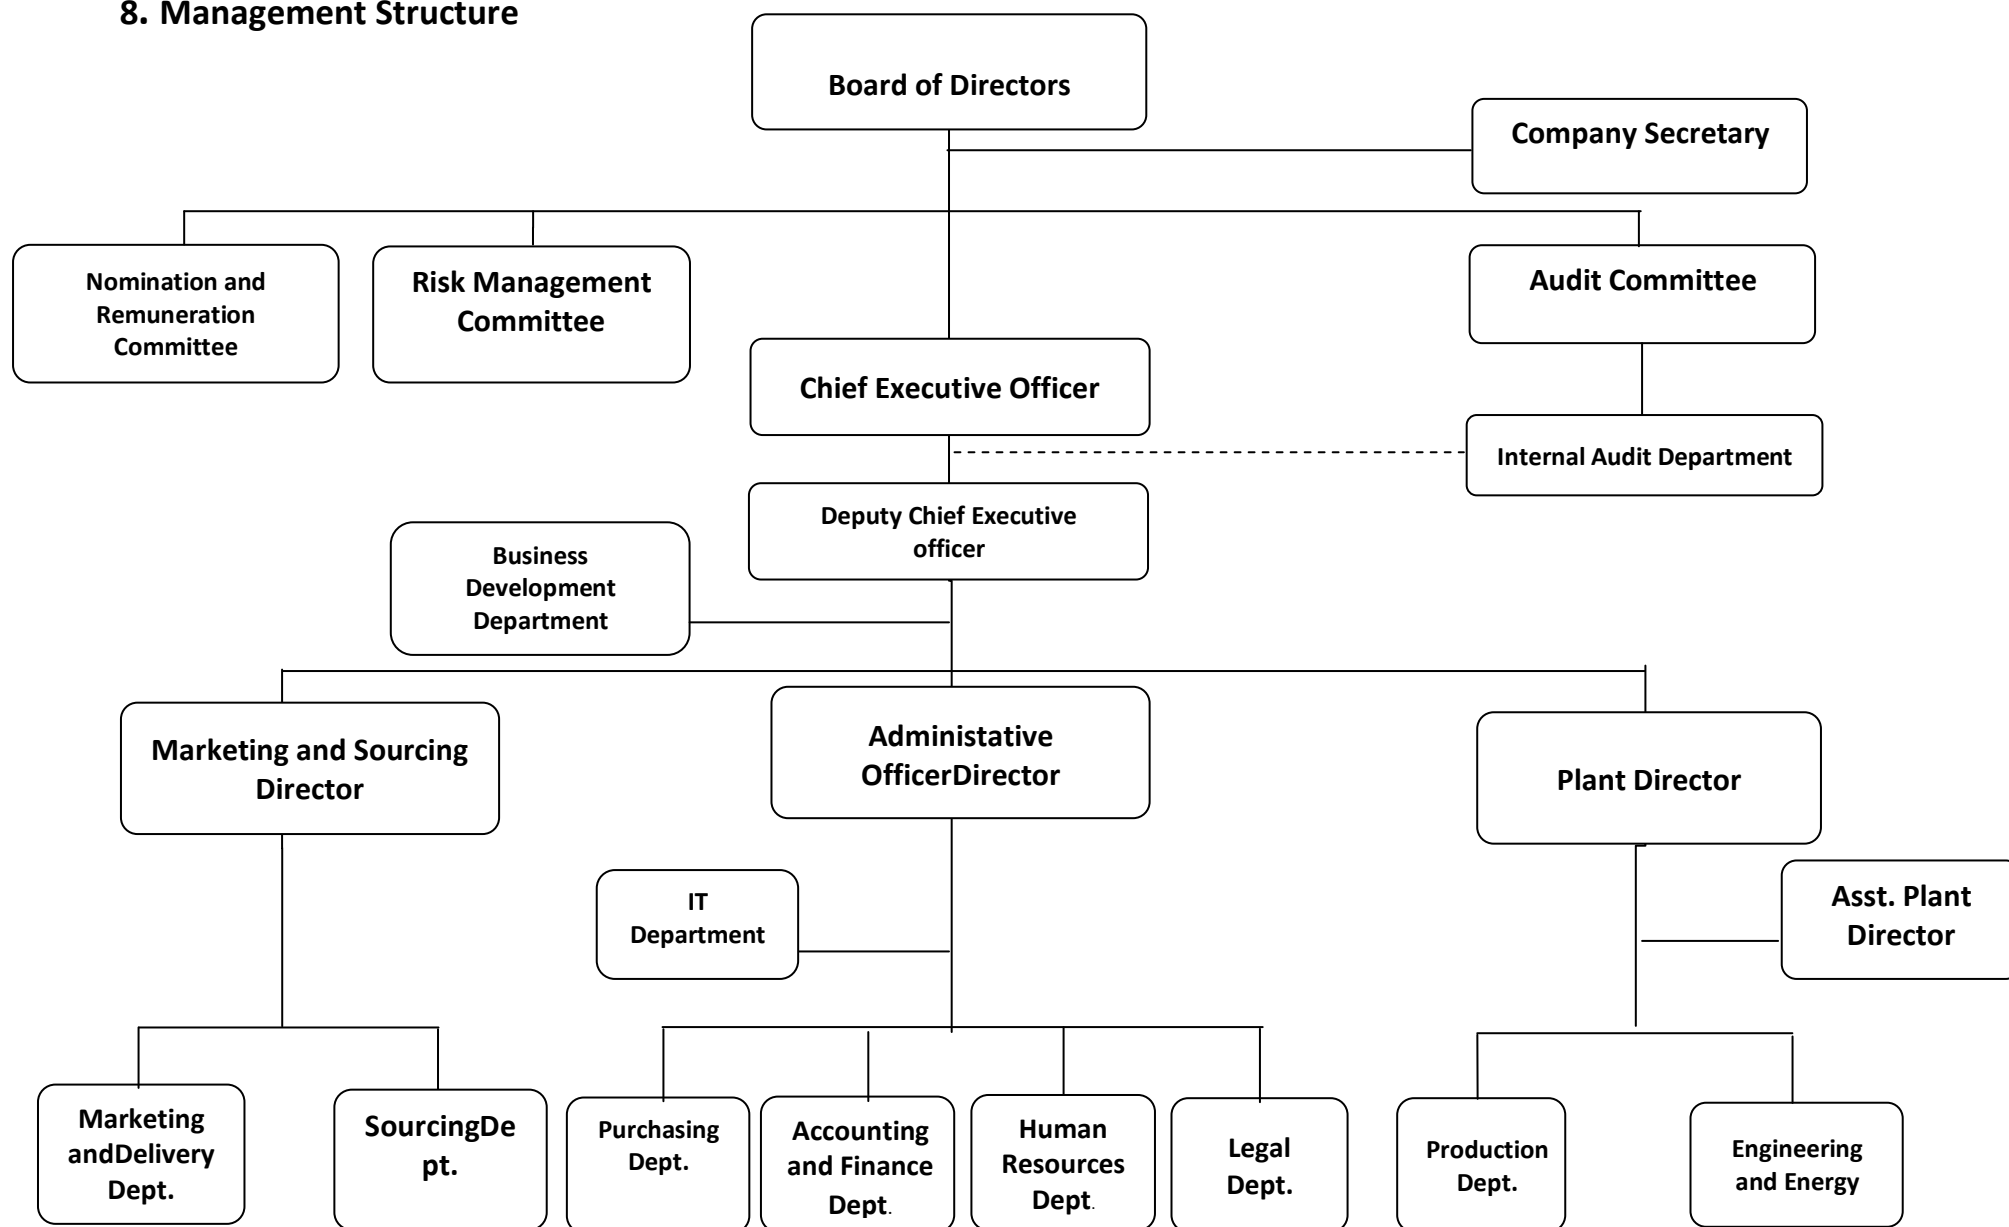 8. Management Structure
Board of Directors
Company Secretary
Nomination and
Remuneration
Committee
Risk Management
Committee
Audit Committee
Chief Executive Officer
Internal Audit Department
Deputy Chief Executive
officer
Business
Development
Department
Marketing and Sourcing
Director
Administative
OfficerDirector
Plant Director
IT
Department
Asst. Plant
Director
Marketing
andDelivery
Dept.
SourcingDe
pt.
Purchasing
Dept.
Accounting
and Finance
Dept.
Human
Resources
Dept.
Legal
Dept.
Production
Dept.
Engineering
and Energy